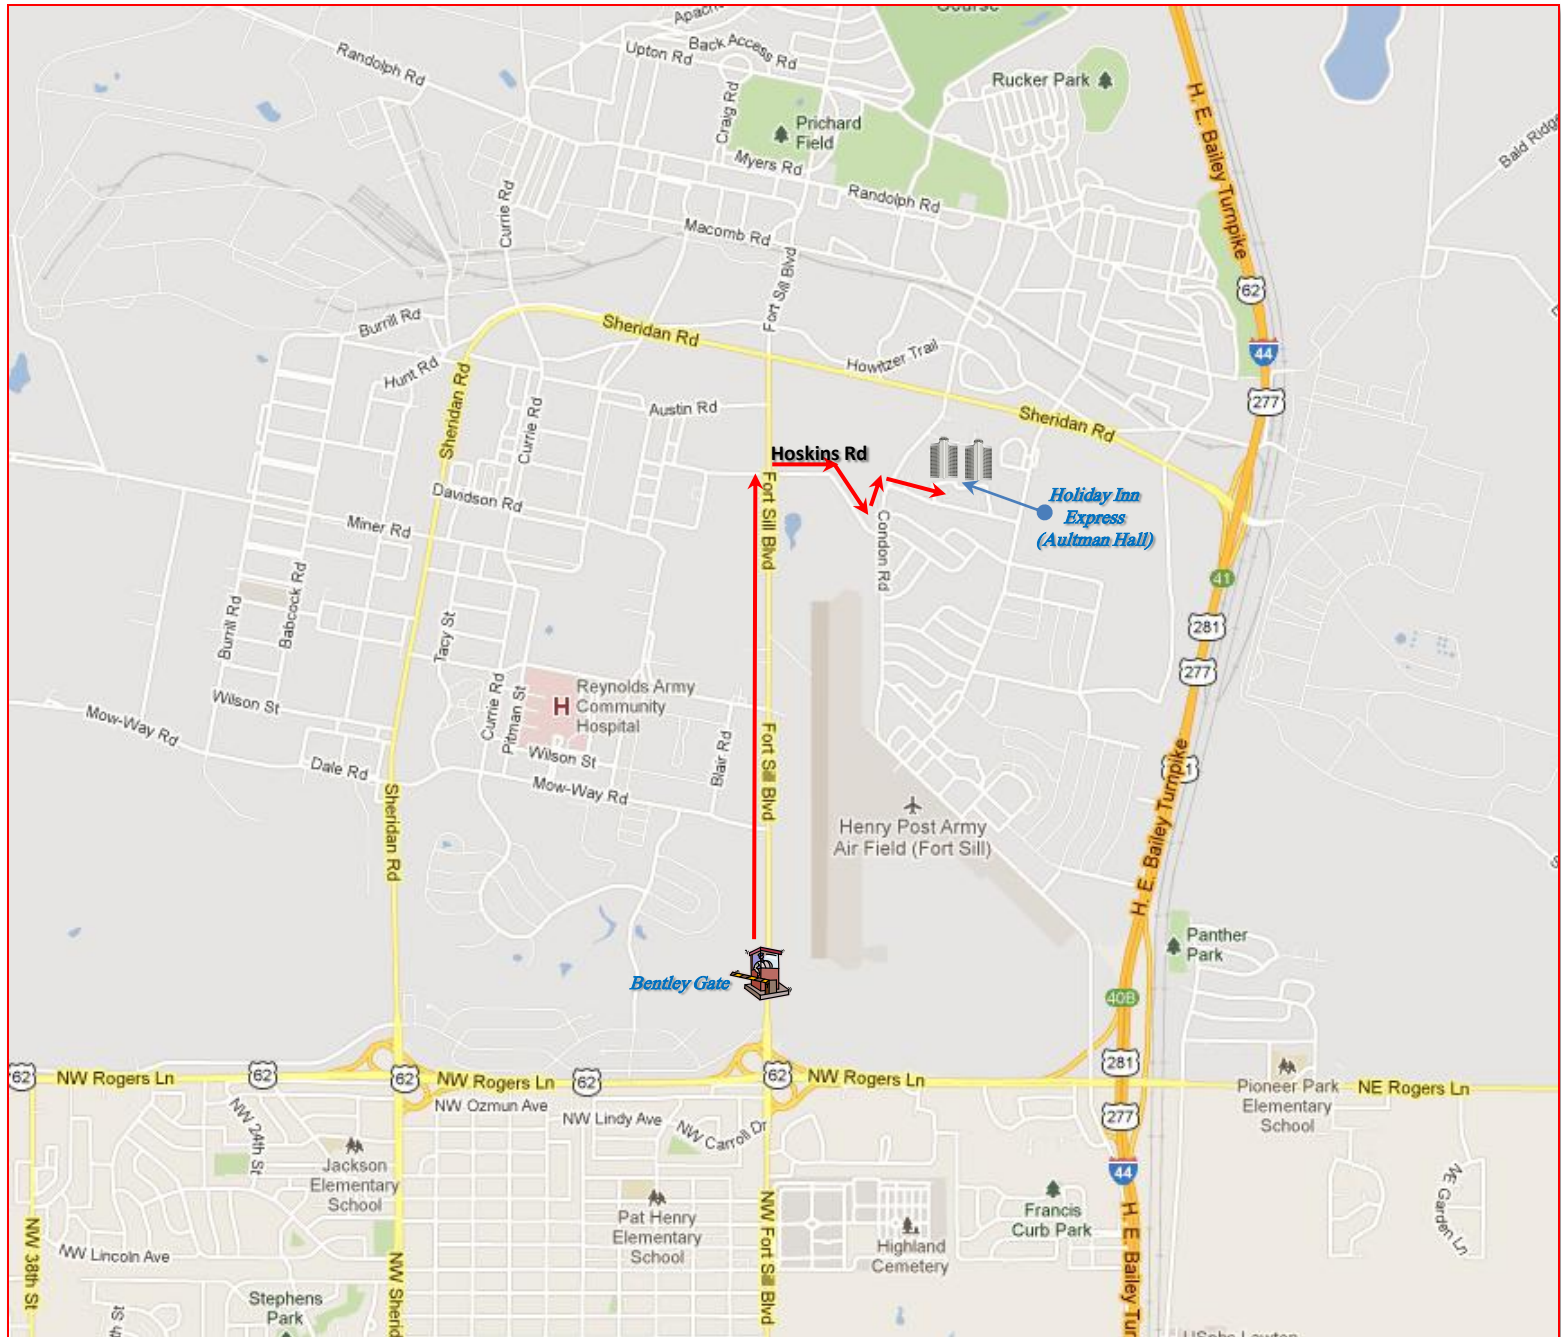 Course
Apache
Randolph Rd
Upton Rd
Back Access Rd
Rucker Park
H. E. Bailey Turnpike
Craig Rd
Prichard
Field
Bald Ridge
Myers Rd
Randolph Rd
Currie Rd
Macomb Rd
Fort Sill Blvd
62
Burrill Rd
Sheridan Rd
Howitzer Trail
44
Hunt Rd
277
Sheridan Rd
Austin Rd
Currie Rd
Sheridan Rd
Hoskins Rd
Davidson Rd
Fort Sill Blvd
Holiday Inn
Express
(Aultman Hall)
Miner Rd
Condon Rd
41
Babcock Rd
Burrill Rd
Tacy St
281
277
Reynolds Army
Community
Hospital
H
Currie Rd
Pitman St
Wilson St
Mow-Way Rd
Blair Rd
Fort Sill Blvd
Wilson St
Dale Rd
Mow-Way Rd
H. E. Bailey Turnpike
Sheridan Rd
Henry Post Army
Air Field (Fort Sill)
Panther
Park
Bentley Gate
40B
281
62
NW Rogers Ln
62
62
NW Rogers Ln
62
62
NW Rogers Ln
Pioneer Park
Elementary
School
NE Rogers Ln
NW Ozmun Ave
NW Lindy Ave
NW Carroll Dr
277
NW 24th St
Jackson
Elementary
School
44
Pat Henry
Elementary
School
NW Fort Sill Blvd
Francis
Curb Park
NE Garden Ln
Highland
Cemetery
H. E. Bailey Tur
NW 38th St
NW Lincoln Ave
NW Sherid
Stephens
Park
th St